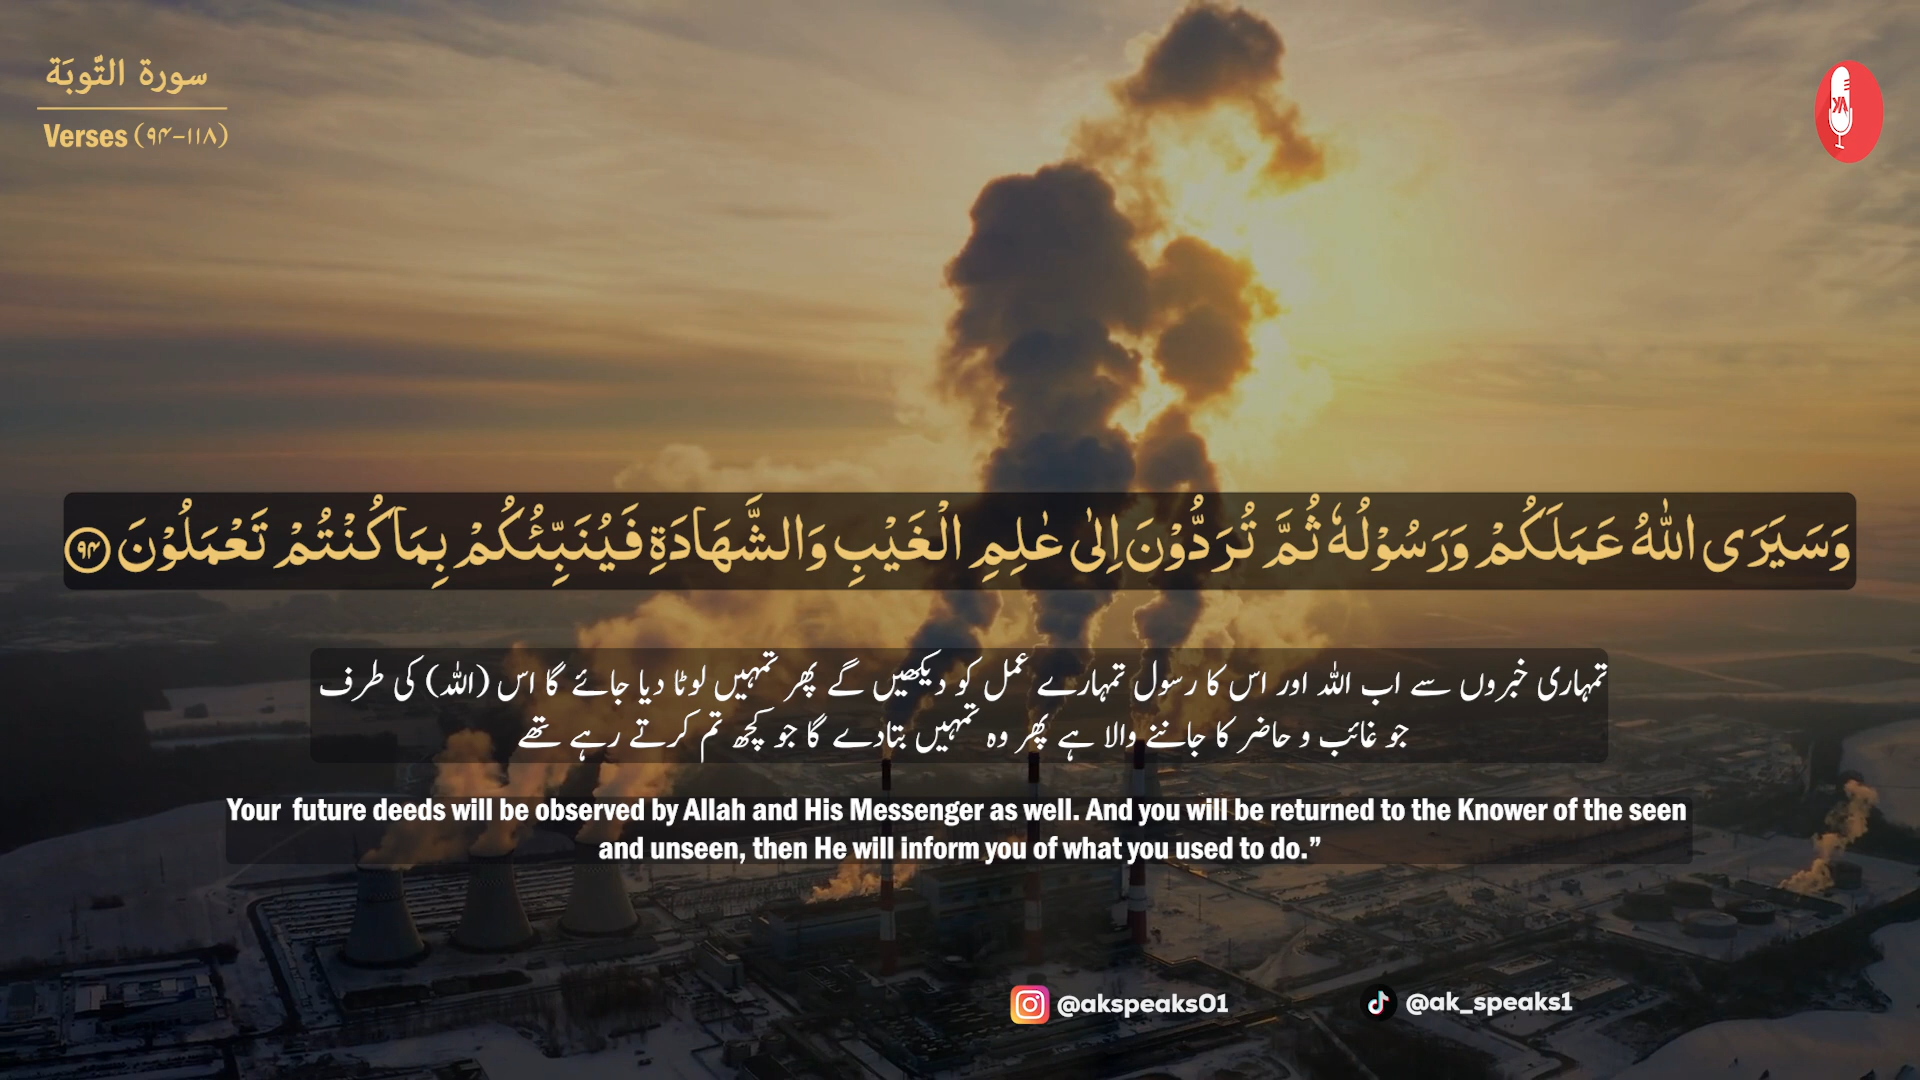 سورة التّوبَة
Verses (۹۴-۱۱۸)
وَسَيَرَى اللّٰهُ عَمَلَكُمْ وَرَسُوْلُهٗ ثُمَّ تُرَدُّوْنَ اِلٰى عٰلِمِ الْغَيْبِ وَالشَّهَادَةِ فَيُنَبِّئُكُمْ بِمَا كُنْتُمْ تَعْمَلُوْنَ ۹۴
تمہاری خبروں سے اب اللہ اور اس کا رسول تمہارے عمل کو دیکھیں گے پھر تمہیں لوٹا دیا جائے گا اس (اللہ) کی طرف
جو غائب و حاضر کا جاننے والا ہے پھر وہ تمہیں بتادے گا جو کچھ تم کرتے رہے تھے
Your future deeds will be observed by Allah and His Messenger as well. And you will be returned to the Knower of the seen
and unseen, then He will inform you of what you used to do.”
@akspeaks01
@ak_speaks1